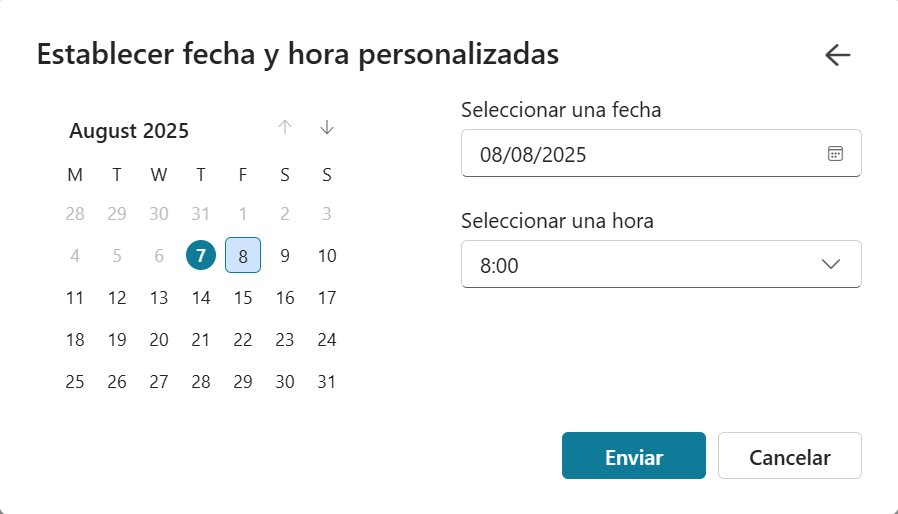 Establecer fecha y hora personalizadas
August 2025
M T W T F S S
28 29 30 31 1 2 3
4 5 6 7 8 9 10
11 12 13 14 15 16 17
18 19 20 21 22 23 24
25 26 27 28 29 30 31
Seleccionar una fecha
08/08/2025
Seleccionar una hora
8:00
Enviar Cancelar